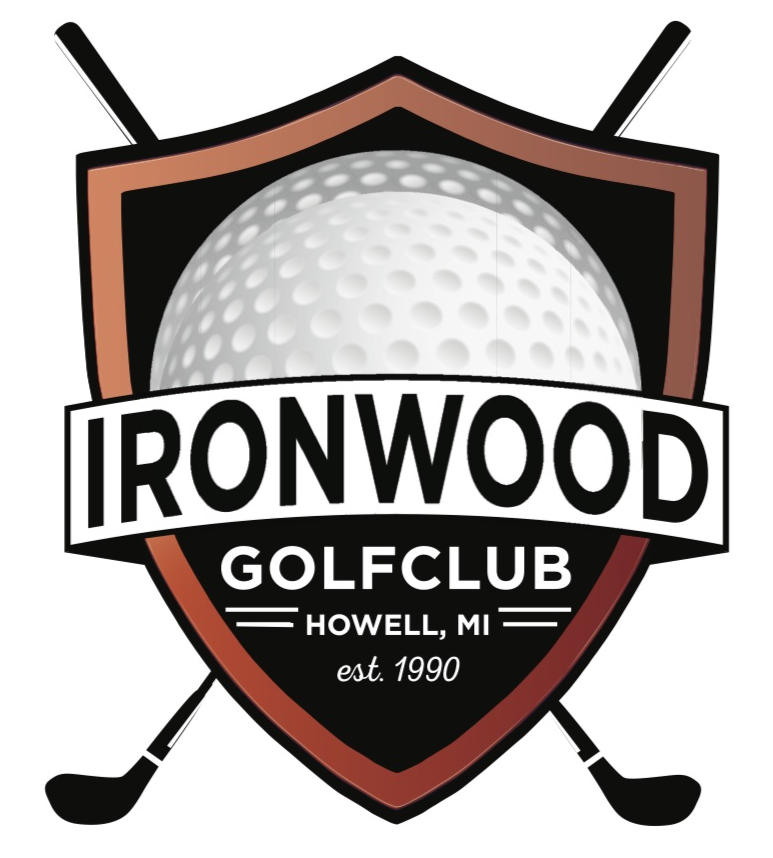 IRONWOOD
GOLFCLUB
HOWELL, MI
est. 1990